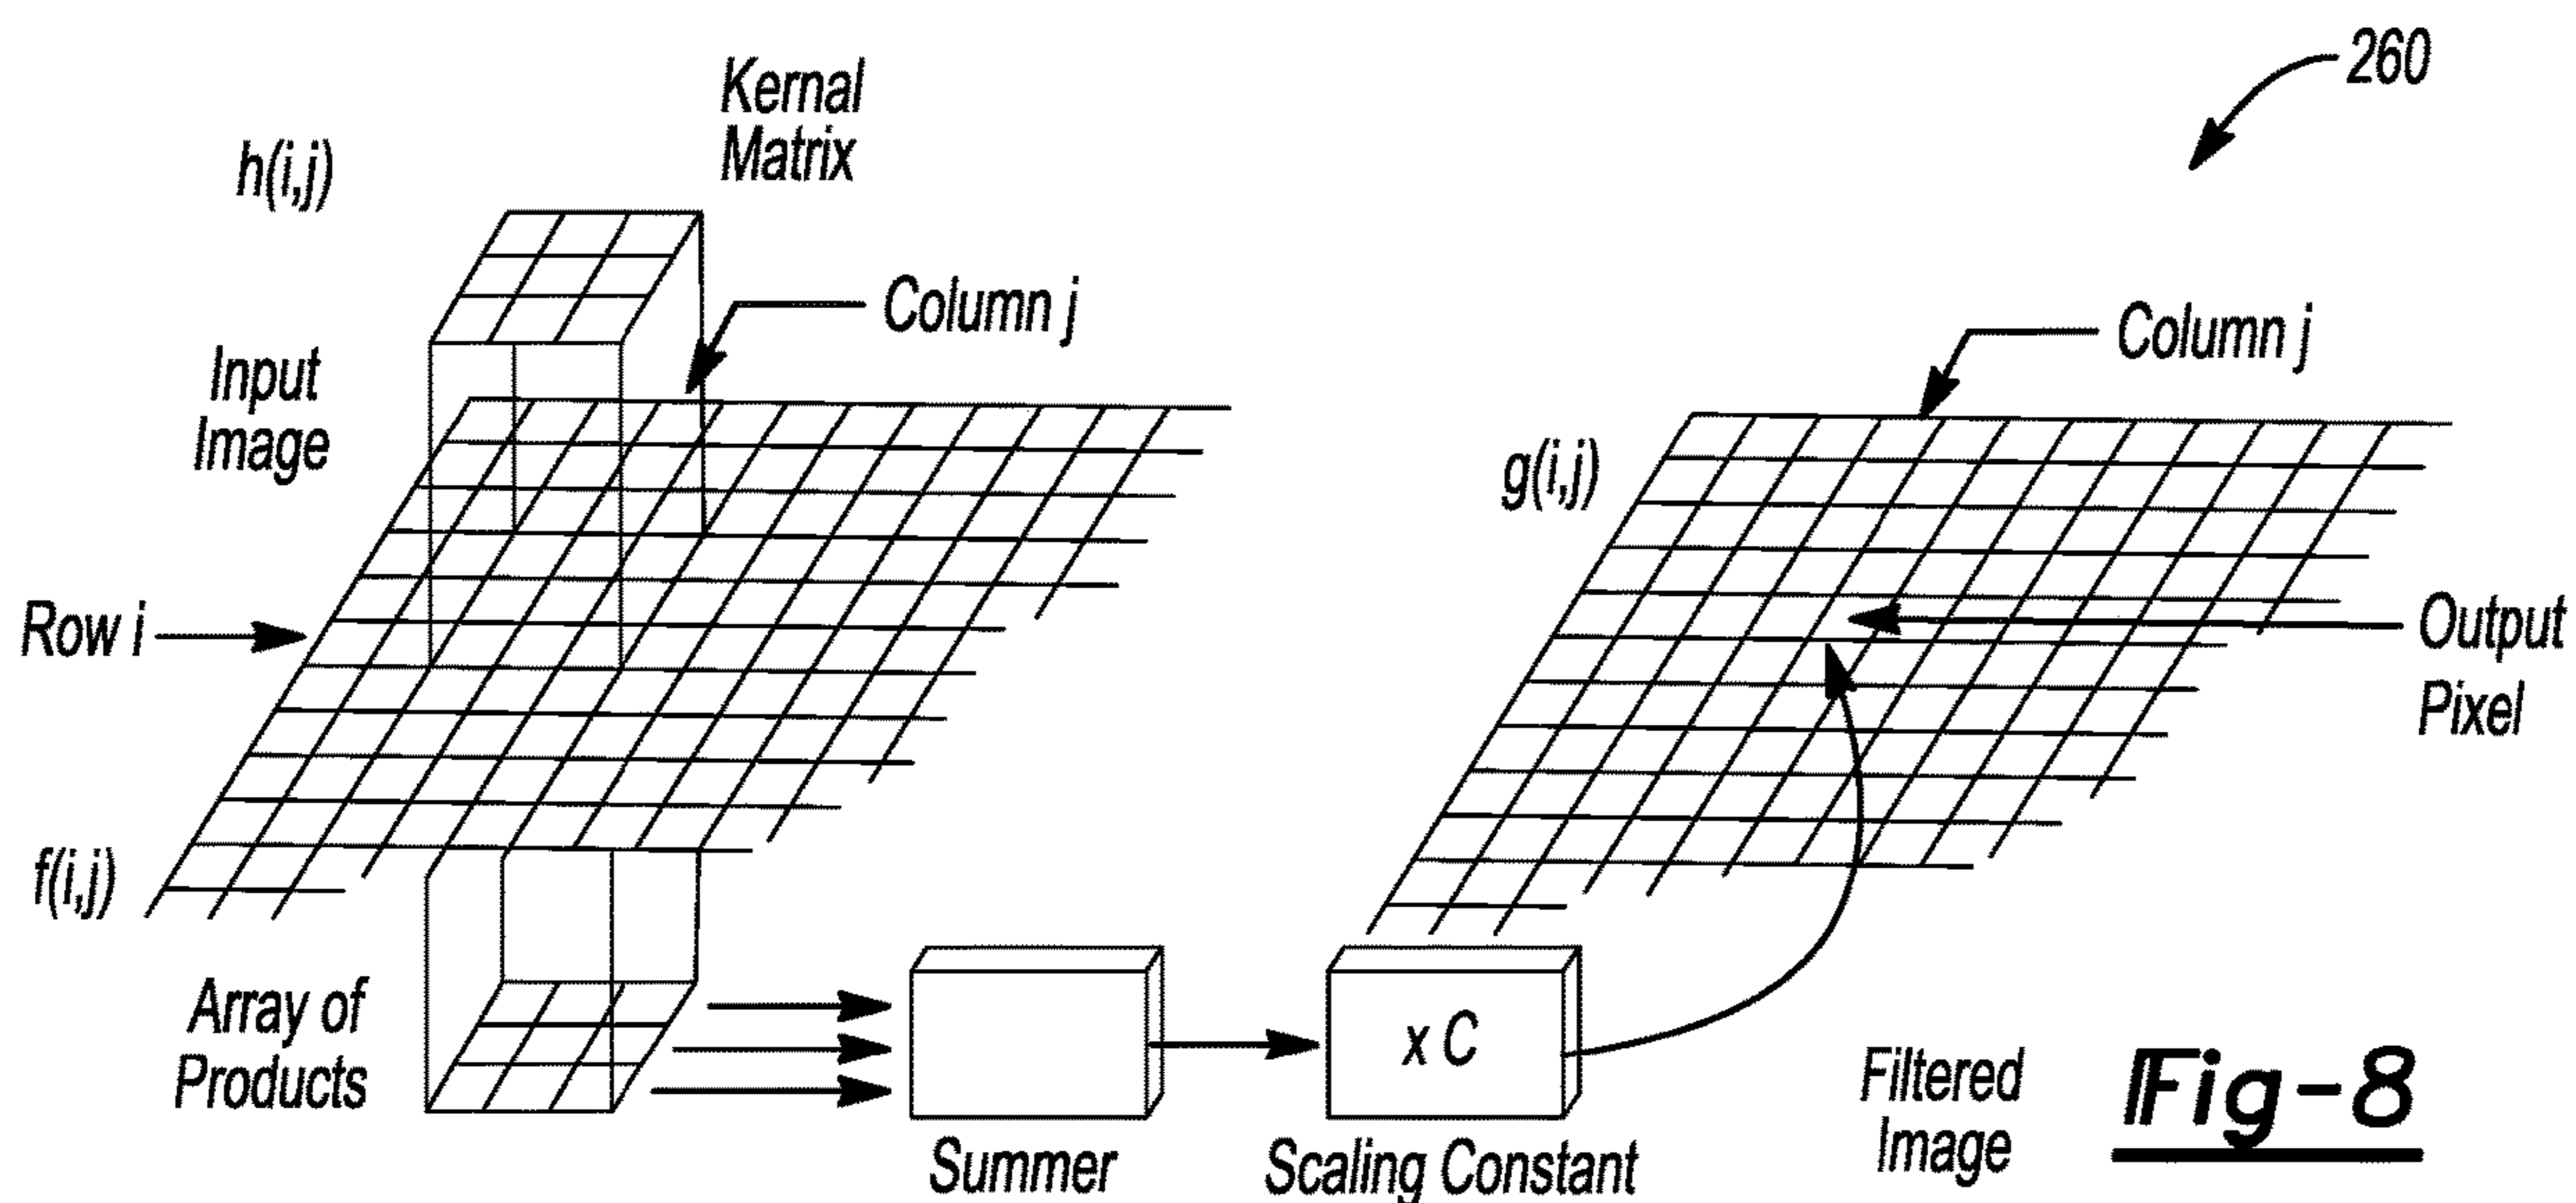 260
Kernal
Matrix
h(i,j)
Column j
Column j
Input
Image
g(i,j)
Row i
Output
Pixel
f(i,j)
Array of
Products
x C
Filtered
Image
Summer
Scaling Constant
Fig-8